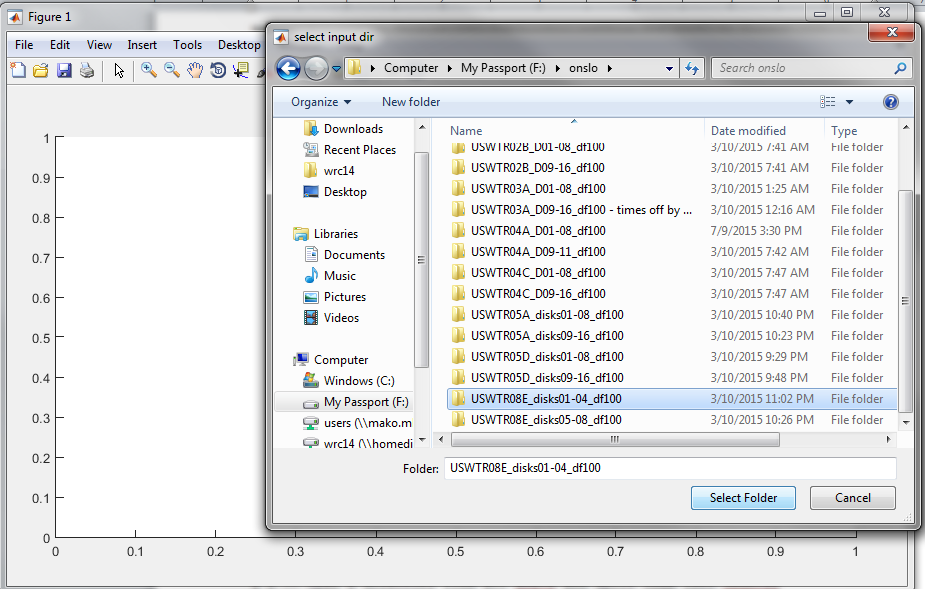 Figure 1
File Edit View Insert Tools Desktop
select input dir
Computer My Passport (F:) onslo
Search onslo
Organize New folder
Downloads
Recent Places
wrc14
Desktop
Libraries
Documents
Music
Pictures
Videos
Computer
Windows (C:)
My Passport (F:)
users (\\mako.m
wrc14 (\\homedi
Name Date modified Type
USWTR02B_D01-08_df100 3/10/2015 7:41 AM File folder
USWTR02B_D09-16_df100 3/10/2015 7:41 AM File folder
USWTR03A_D01-08_df100 3/10/2015 1:25 AM File folder
USWTR03A_D09-16_df100 - times off by ... 3/10/2015 12:16 AM File folder
USWTR04A_D01-08_df100 7/9/2015 3:30 PM File folder
USWTR04A_D09-11_df100 3/10/2015 7:42 AM File folder
USWTR04C_D01-08_df100 3/10/2015 7:47 AM File folder
USWTR04C_D09-16_df100 3/10/2015 7:47 AM File folder
USWTR05A_disks01-08_df100 3/10/2015 10:40 PM File folder
USWTR05A_disks09-16_df100 3/10/2015 10:23 PM File folder
USWTR05D_disks01-08_df100 3/10/2015 9:29 PM File folder
USWTR05D_disks09-16_df100 3/10/2015 9:48 PM File folder
USWTR08E_disks01-04_df100 3/10/2015 11:02 PM File folder
USWTR08E_disks05-08_df100 3/10/2015 10:26 PM File folder
Folder: USWTR08E_disks01-04_df100
Select Folder Cancel
1
0.9
0.8
0.7
0.6
0.5
0.4
0.3
0.2
0.1
0
0 0.1 0.2 0.3 0.4 0.5 0.6 0.7 0.8 0.9 1